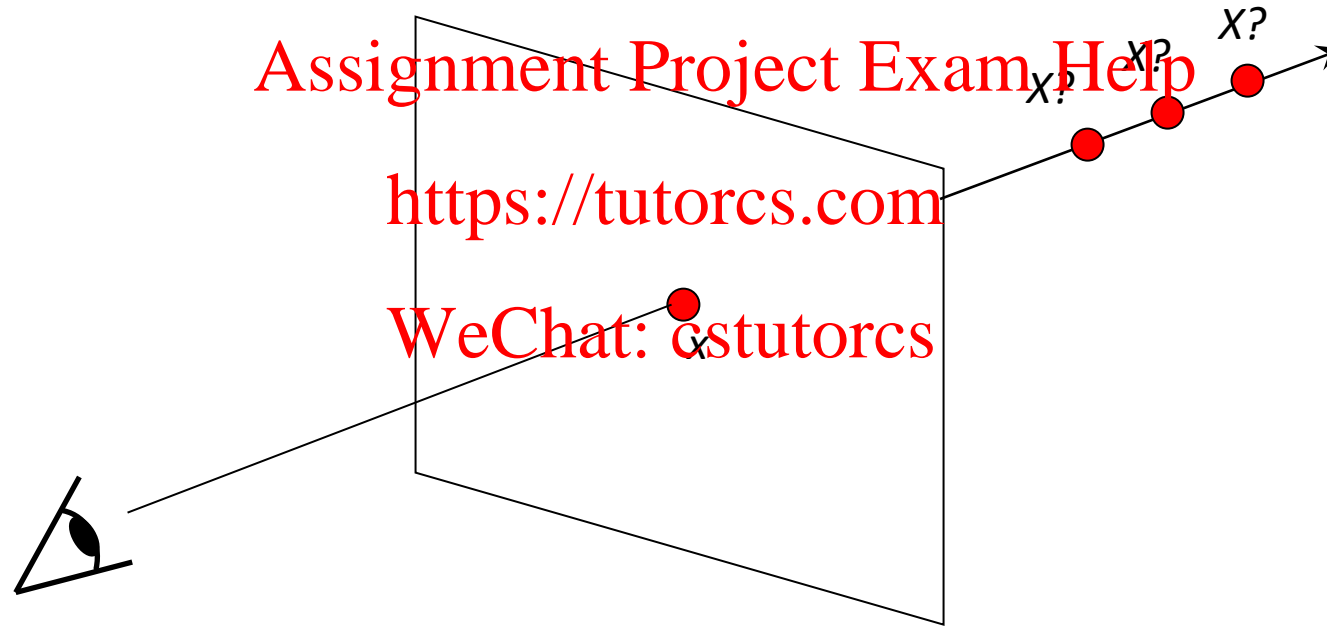 X?
X?
X?
Assignment Project Exam Help
https://tutorcs.com
WeChat: cstutorcs
x